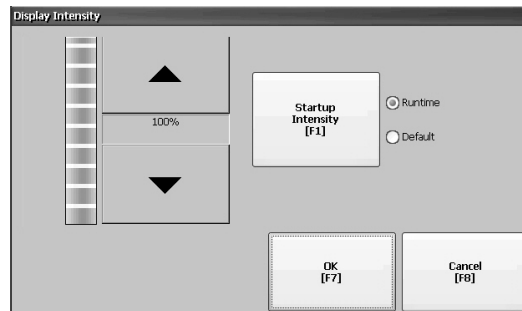 Display Intensity
100%
Startup
Intensity
[F1]
Runtime
Default
OK
[F7]
Cancel
[F8]